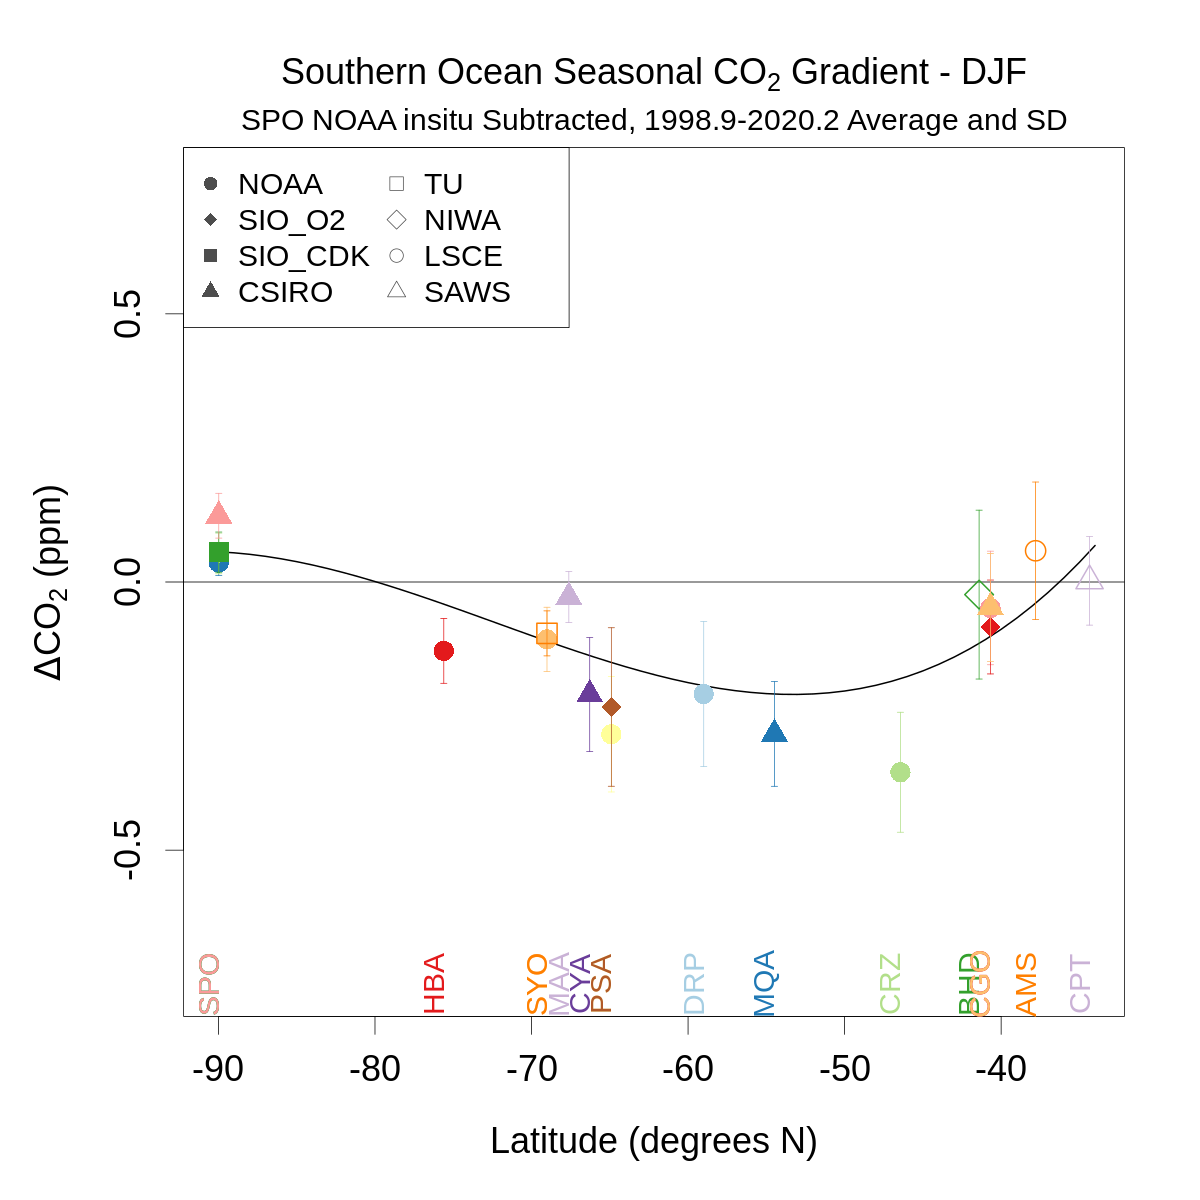 Southern Ocean Seasonal CO₂ Gradient - DJF
SPO NOAA insitu Subtracted, 1998.9-2020.2 Average and SD
NOAA
SIO_O2
SIO_CDK
CSIRO
TU
NIWA
LSCE
SAWS
ΔCO₂ (ppm)
0.5
0.0
-0.5
SPO
HBA
SYO
MAA
CYA
PSA
DRP
MQA
CRZ
BHD
CGO
AMS
CPT
-90 -80 -70 -60 -50 -40
Latitude (degrees N)